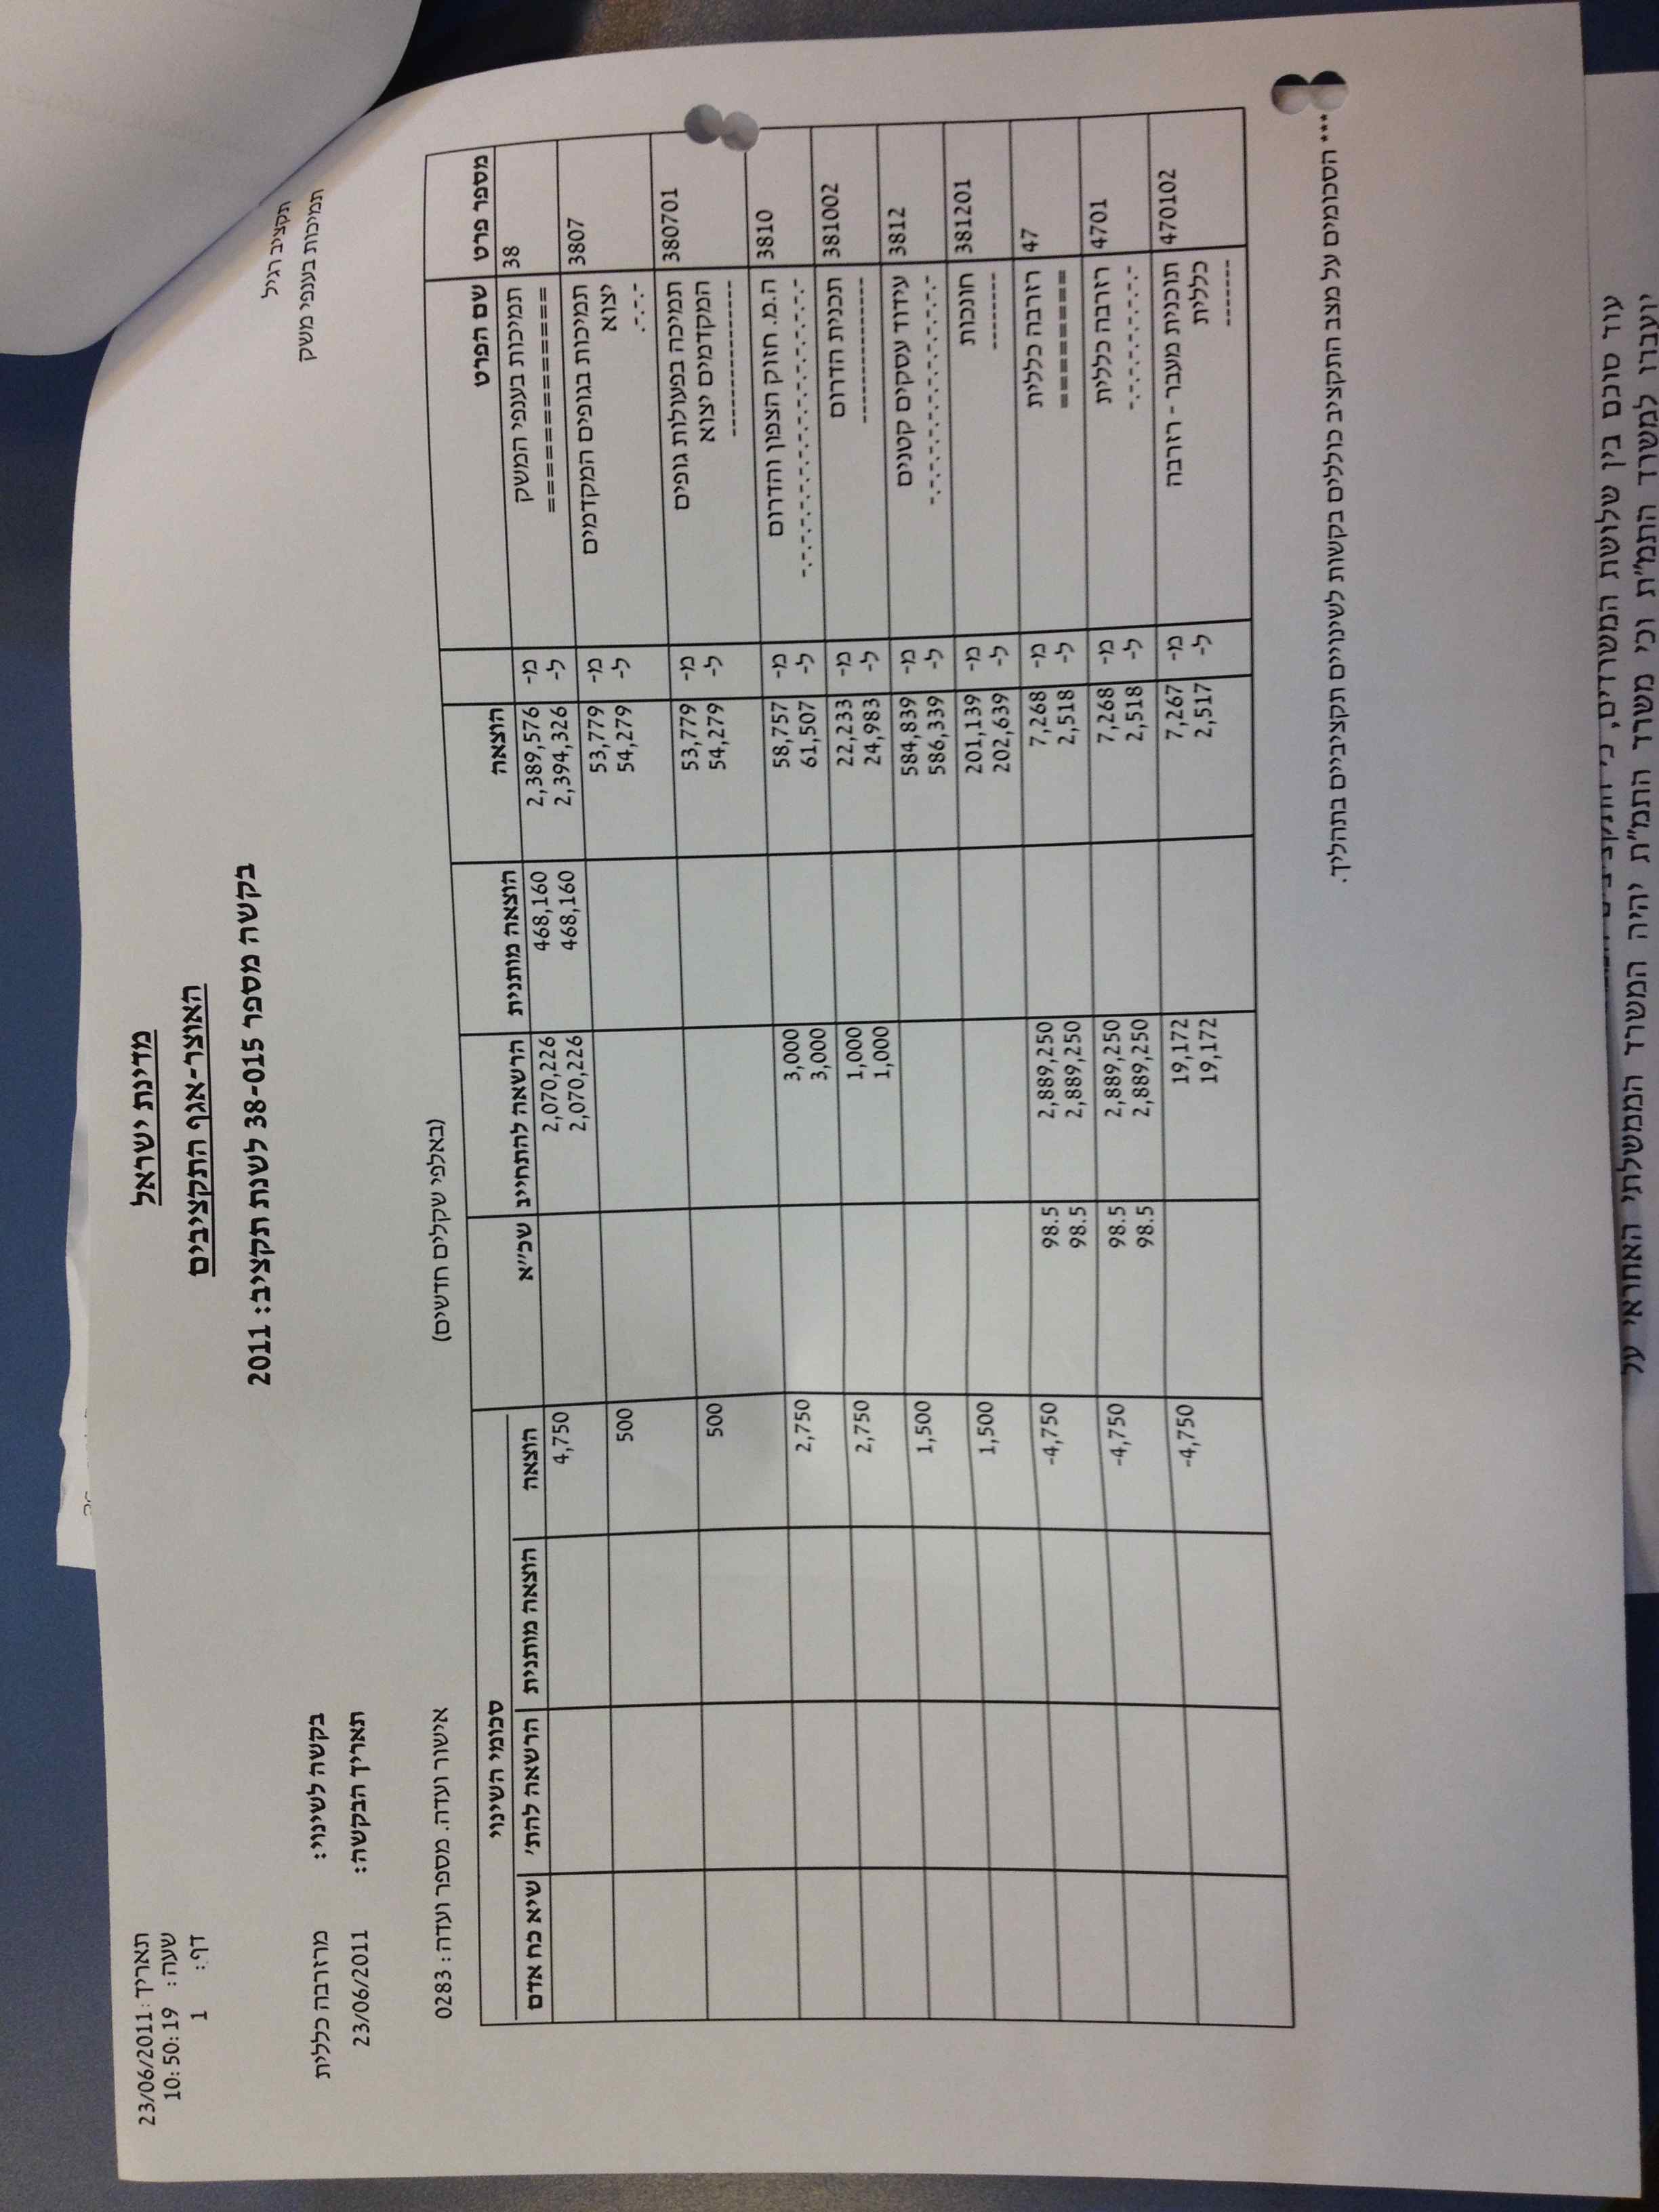 תאריך: 23/06/2011
שעה: 10:50:19
דף: 1
מדינת ישראל
האוצר-אגף התקציבים
בקשה מספר 38-015 לשנת תקציב: 2011
תקציב רגיל
תמיכות בענפי משק
בקשה לשינוי: מרזרבה כללית
תאריך הבקשה: 23/06/2011
(באלפי שקלים חדשים)
אישור ועדה. מספר ועדה: 0283
סכומי השינוי
מספר פרט שם הפרט הוצאה הוצאה מותנית הרשאה להתחייב שכ"א הוצאה הוצאה מותנית הרשאה להת' שיא כח אדם
38 תמיכות בענפי המשק מ- 2,389,576 468,160 2,070,226 4,750
============== ל- 2,394,326 468,160 2,070,226
3807 תמיכות בגופים המקדמים מ- 53,779 500
יצוא ל- 54,279
-.-.-.
380701 תמיכה בפעולות גופים מ- 53,779 500
המקדמים יצוא ל- 54,279
----------------
3810 ה.מ. חזוק הצפון והדרום מ- 58,757 3,000 2,750
-.-.-.-.-.-.-.-.-.-.-.-.- ל- 61,507 3,000
381002 תכנית הדרום מ- 22,233 1,000 2,750
-------------- ל- 24,983 1,000
3812 עידוד עסקים קטנים מ- 584,839 1,500
-.-.-.-.-.-.-.-.-.-.- ל- 586,339
381201 חונכות מ- 201,139 1,500
-------- ל- 202,639
47 רזרבה כללית מ- 7,268 2,889,250 98.5 -4,750
========= ל- 2,518 2,889,250 98.5
4701 רזרבה כללית מ- 7,268 2,889,250 98.5 -4,750
-.-.-.-.-.-.- ל- 2,518 2,889,250 98.5
470102 תוכנית מעבר - רזרבה מ- 7,267 19,172 -4,750
כללית ל- 2,517 19,172
-------
*** הסכומים על מצב התקציב כוללים בקשות לשינויים תקציביים בתהליך.
עוד סוכם בין שלושת המשרדים, כי
יועברו למשרד התמ"ת וכי משרד התמ"ת יהיה המשרד הממשלתי האחראי על